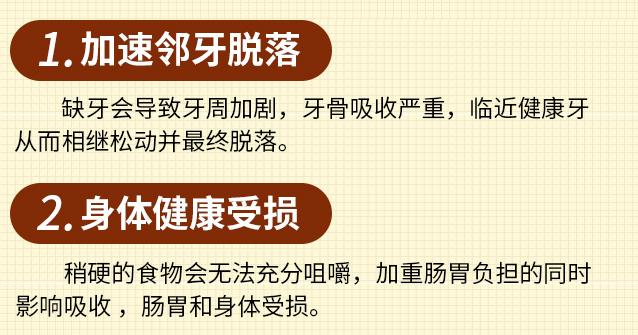 1.加速邻牙脱落
缺牙会导致牙周加剧，牙骨吸收严重，临近健康牙
从而相继松动并最终脱落。
2.身体健康受损
稍硬的食物会无法充分咀嚼，加重肠胃负担的同时
影响吸收，肠胃和身体受损。